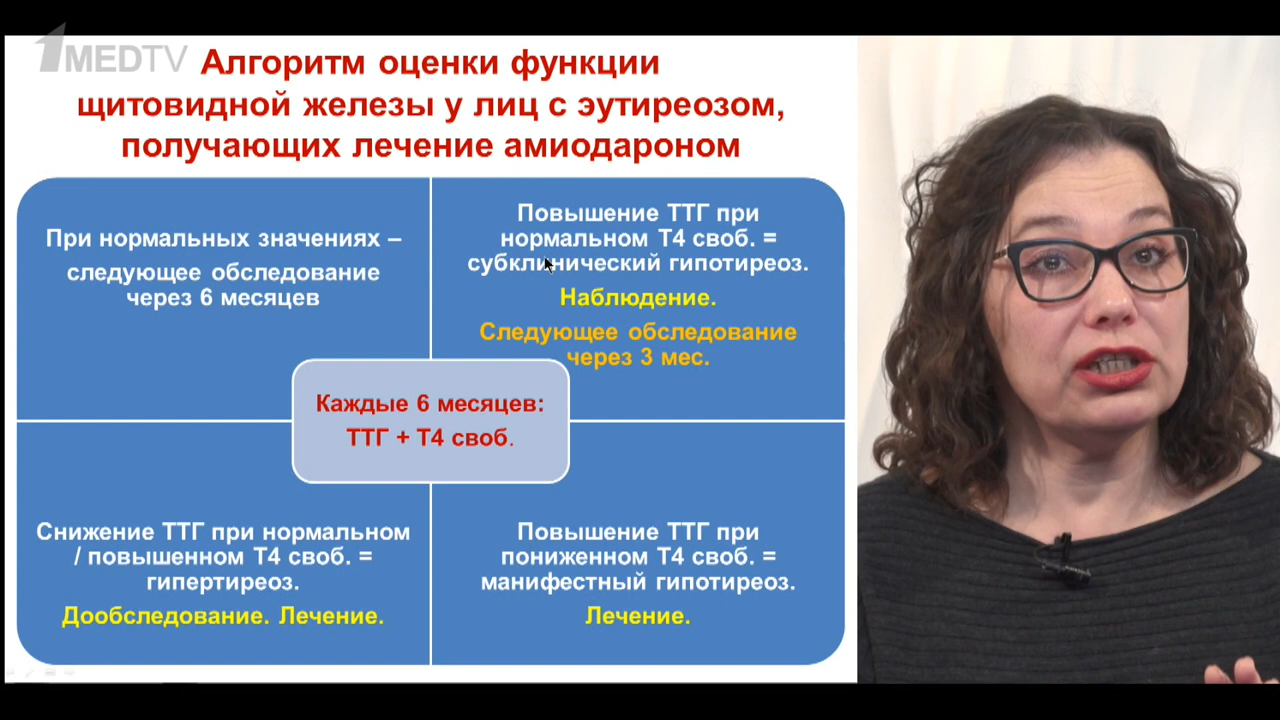 1MEDTV
Алгоритм оценки функции
щитовидной железы у лиц с эутиреозом,
получающих лечение амиодароном
При нормальных значениях –
следующее обследование
через 6 месяцев
Повышение ТТГ при
нормальном Т4 своб. =
субклинический гипотиреоз.
Наблюдение.
Следующее обследование
через 3 мес.
Каждые 6 месяцев:
ТТГ + Т4 своб.
Снижение ТТГ при нормальном
/ повышенном Т4 своб. =
гипертиреоз.
Дообследование. Лечение.
Повышение ТТГ при
пониженном Т4 своб. =
манифестный гипотиреоз.
Лечение.